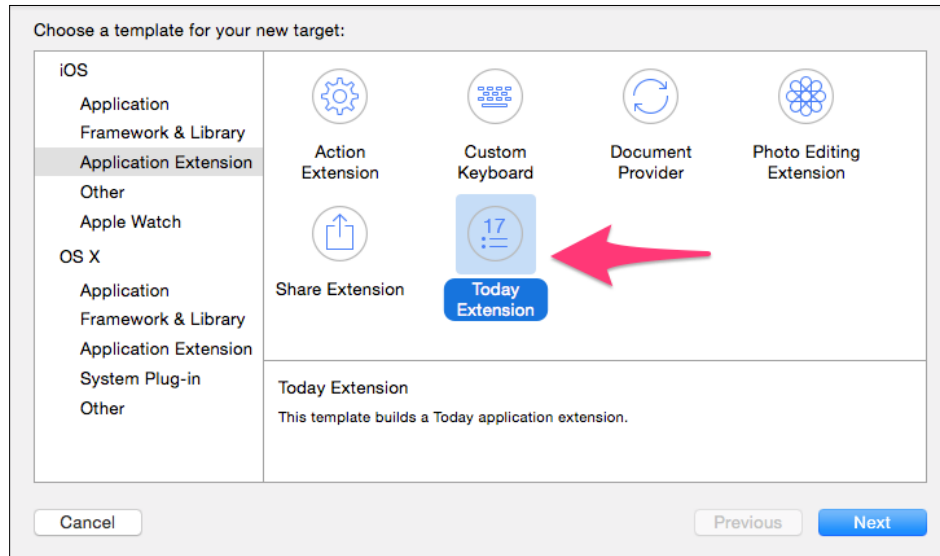 Choose a template for your new target:
iOS
Application
Framework & Library
Application Extension
Other
Apple Watch
OS X
Application
Framework & Library
Application Extension
System Plug-in
Other
Action
Extension
Custom
Keyboard
Document
Provider
Photo Editing
Extension
Share Extension
17
Today
Extension
Today Extension
This template builds a Today application extension.
Cancel
Previous
Next